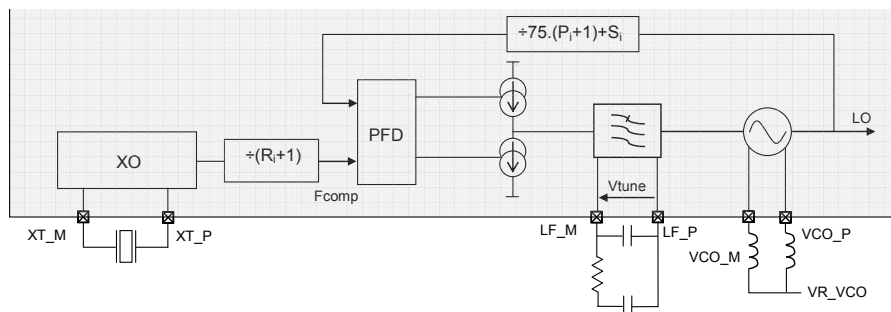 ÷75.(Pᵢ+1)+Sᵢ
PFD
LO
XO
÷(Rᵢ+1)
Fcomp
Vtune
XT_M
XT_P
LF_M
LF_P
VCO_M
VCO_P
VR_VCO